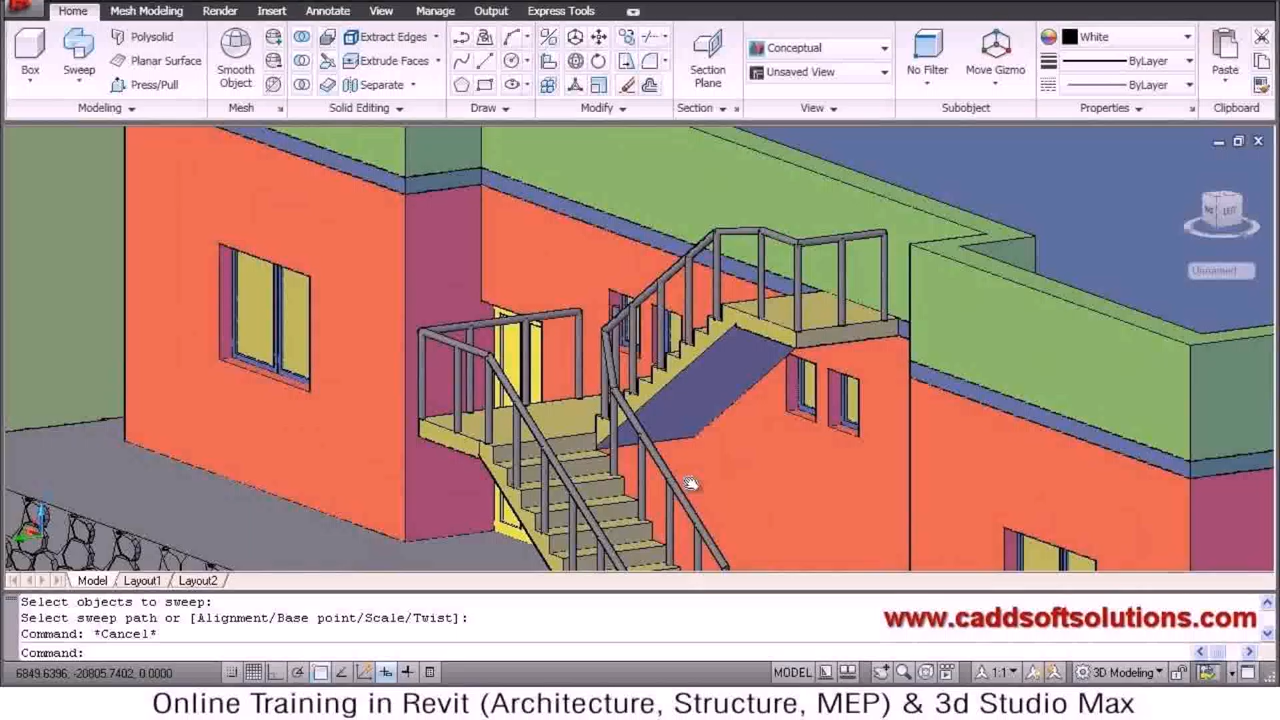 Home Mesh Modeling Render Insert Annotate View Manage Output Express Tools
Polysolid Extract Edges Conceptual White
Box Sweep Planar Surface Smooth Object Extrude Faces Section Plane Unsaved View No Filter Move Gizmo ByLayer Paste
Press/Pull Separate ByLayer
Modeling Mesh Solid Editing Draw Modify Section View Subobject Properties Clipboard
LEFT
Unnamed
Model Layout1 Layout2
Select objects to sweep:
Select sweep path or [Alignment/Base point/Scale/Twist]:
Command: *Cancel*
www.caddsoftsolutions.com
Command:
6849.6396, -20805.7402, 0.0000 MODEL 1:1 3D Modeling
Online Training in Revit (Architecture, Structure, MEP) & 3d Studio Max